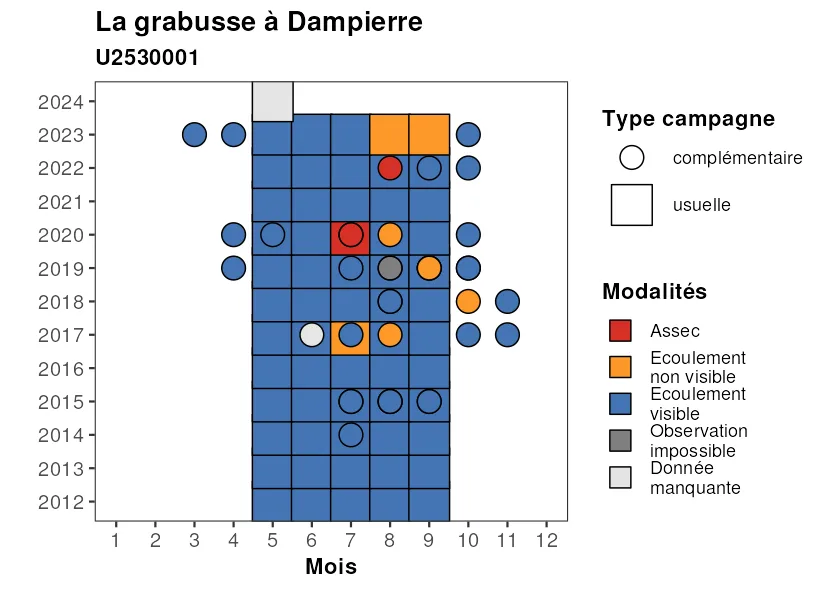 La grabusse à Dampierre
U2530001
2024
2023
2022
2021
2020
2019
2018
2017
2016
2015
2014
2013
2012
1 2 3 4 5 6 7 8 9 10 11 12
Mois
Type campagne
complémentaire
usuelle
Modalités
Assec
Ecoulement
non visible
Ecoulement
visible
Observation
impossible
Donnée
manquante